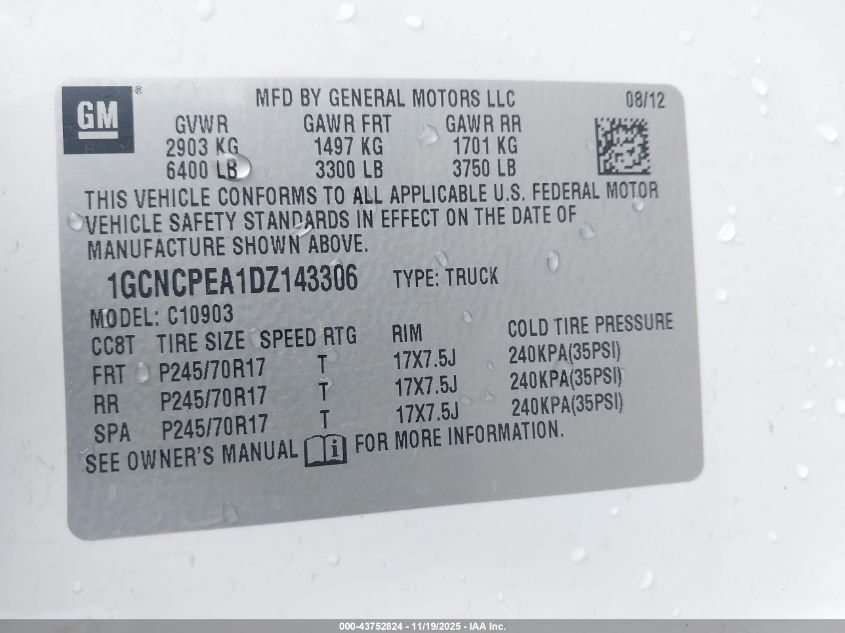 GM ®
MFD BY GENERAL MOTORS LLC 08/12
GVWR GAWR FRT GAWR RR
2903 KG 1497 KG 1701 KG
6400 LB 3300 LB 3750 LB
THIS VEHICLE CONFORMS TO ALL APPLICABLE U.S. FEDERAL MOTOR
VEHICLE SAFETY STANDARDS IN EFFECT ON THE DATE OF
MANUFACTURE SHOWN ABOVE.
1GCNCPEA1DZ143306 TYPE: TRUCK
MODEL: C10903
CC8T TIRE SIZE SPEED RTG RIM COLD TIRE PRESSURE
FRT P245/70R17 T 17X7.5J 240KPA(35PSI)
RR P245/70R17 T 17X7.5J 240KPA(35PSI)
SPA P245/70R17 T 17X7.5J 240KPA(35PSI)
SEE OWNER'S MANUAL i FOR MORE INFORMATION.
000-43752824 - 11/19/2025 - IAA Inc.